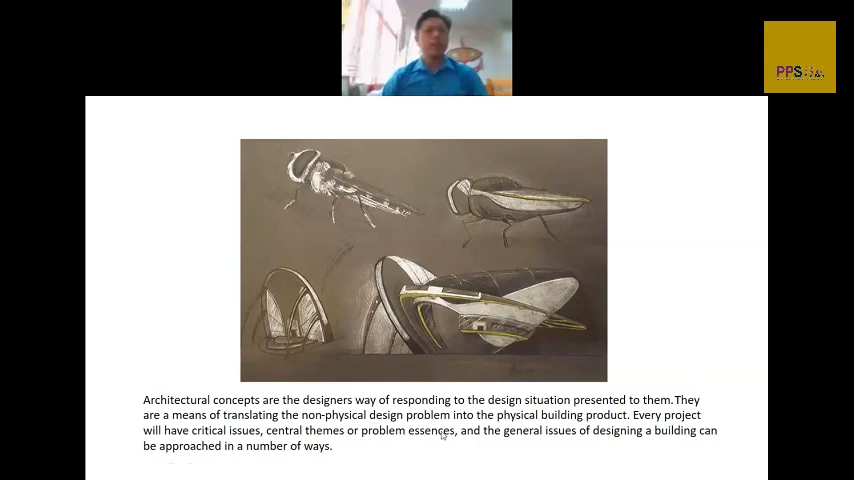 PPS
Architectural concepts are the designers way of responding to the design situation presented to them.They
are a means of translating the non-physical design problem into the physical building product. Every project
will have critical issues, central themes or problem essences, and the general issues of designing a building can
be approached in a number of ways.